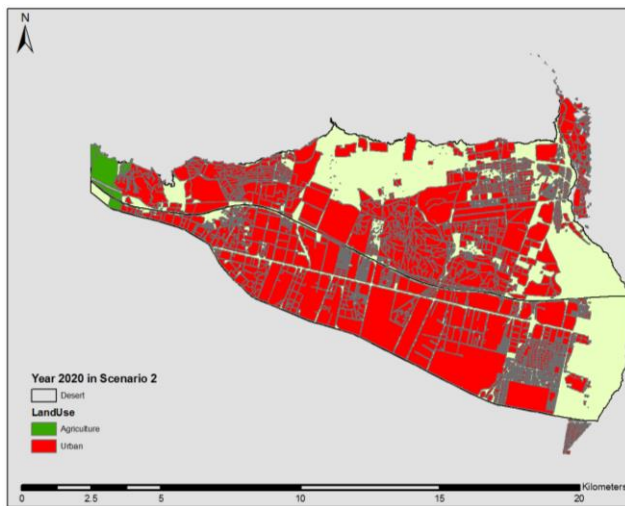 N
Year 2020 in Scenario 2
Desert
LandUse
Agriculture
Urban
Kilometers
0 2.5 5 10 15 20